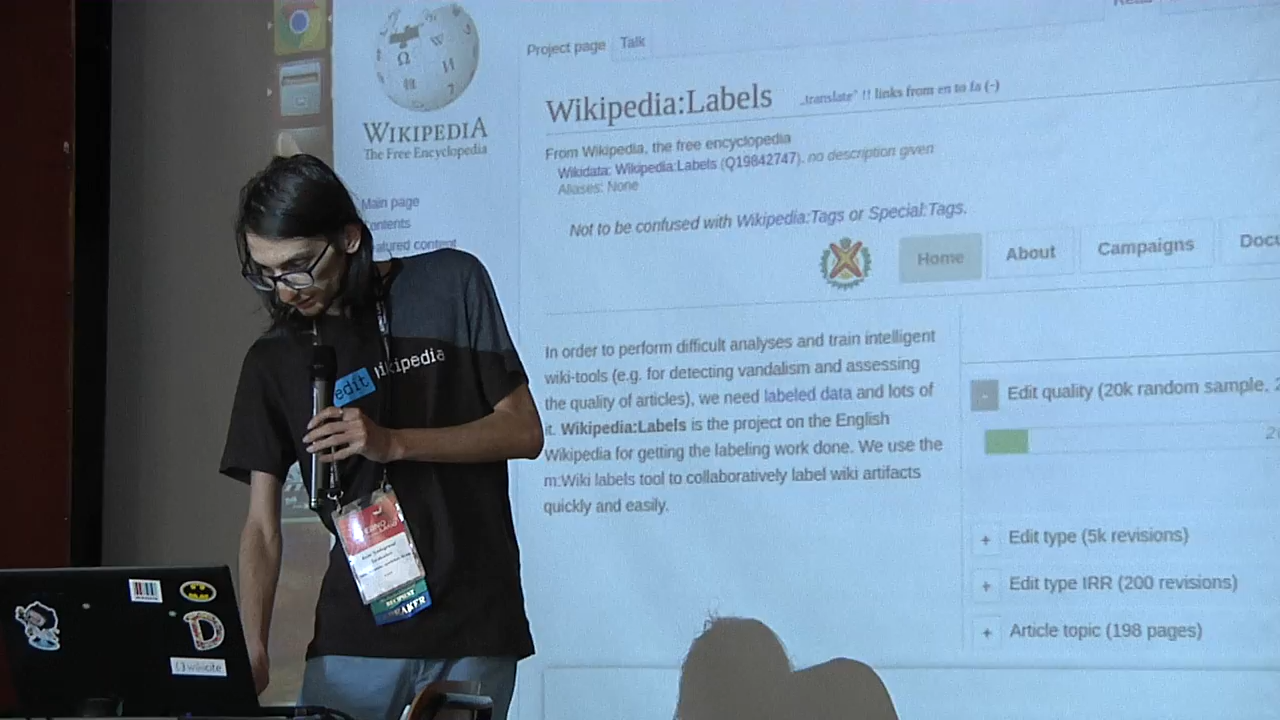 Project page Talk
Wikipedia:Labels „translate" !! links from en to fa (-)
WIKIPEDIA
The Free Encyclopedia
From Wikipedia, the free encyclopedia
Wikidata: Wikipedia:Labels (Q19842747), no description given
Aliases: None
Main page
Contents
Featured content
Not to be confused with Wikipedia:Tags or Special:Tags.
Home About Campaigns Docu
In order to perform difficult analyses and train intelligent
wiki-tools (e.g. for detecting vandalism and assessing
the quality of articles), we need labeled data and lots of
it. Wikipedia:Labels is the project on the English
Wikipedia for getting the labeling work done. We use the
m:Wiki labels tool to collaboratively label wiki artifacts
quickly and easily.
- Edit quality (20k random sample, 2
+ Edit type (5k revisions)
+ Edit type IRR (200 revisions)
+ Article topic (198 pages)
edit Wikipedia
D
wikicite